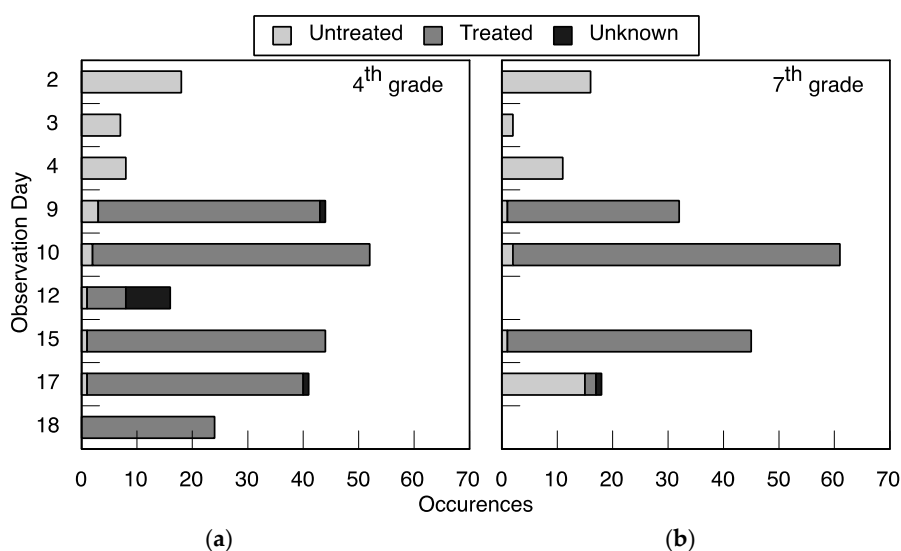 Untreated Treated Unknown
4th grade
7th grade
Observation Day
2
3
4
9
10
12
15
17
18
0 10 20 30 40 50 60 70
0 10 20 30 40 50 60 70
Occurences
(a) (b)